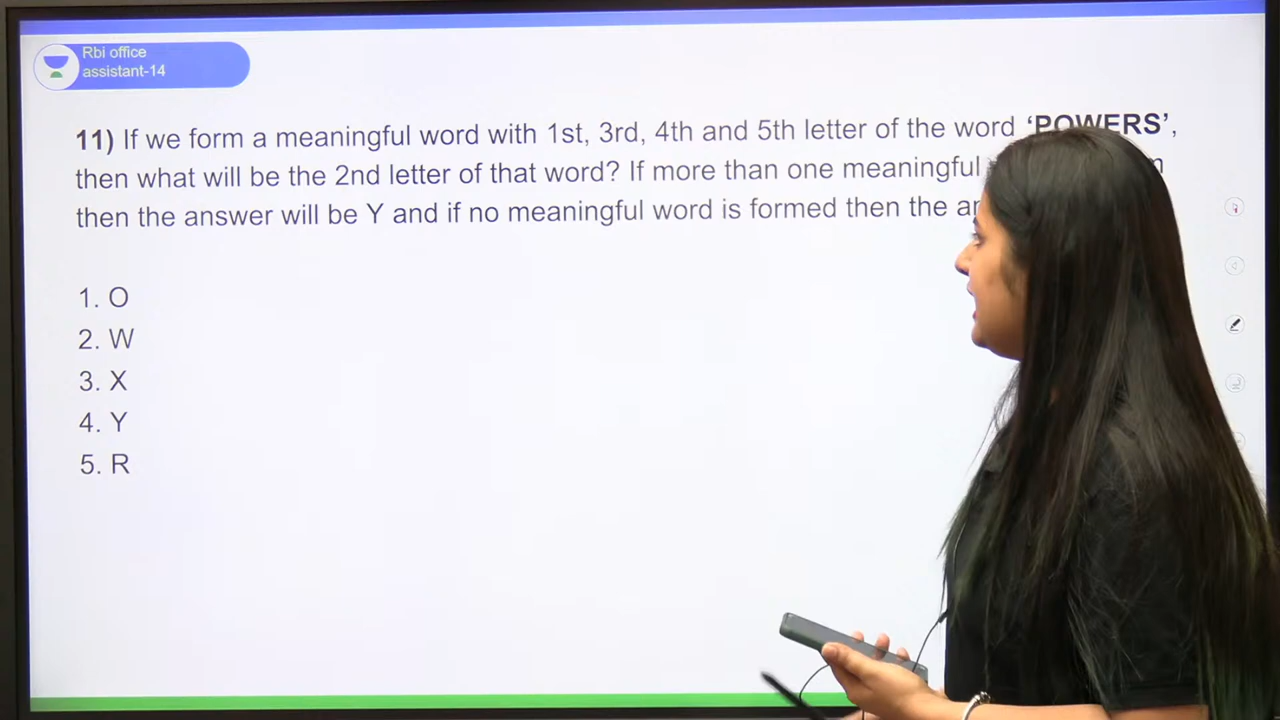 Rbi office
assistant-14
11) If we form a meaningful word with 1st, 3rd, 4th and 5th letter of the word ‘POWERS’,
then what will be the 2nd letter of that word? If more than one meaningful
then the answer will be Y and if no meaningful word is formed then the
1. O
2. W
3. X
4. Y
5. R